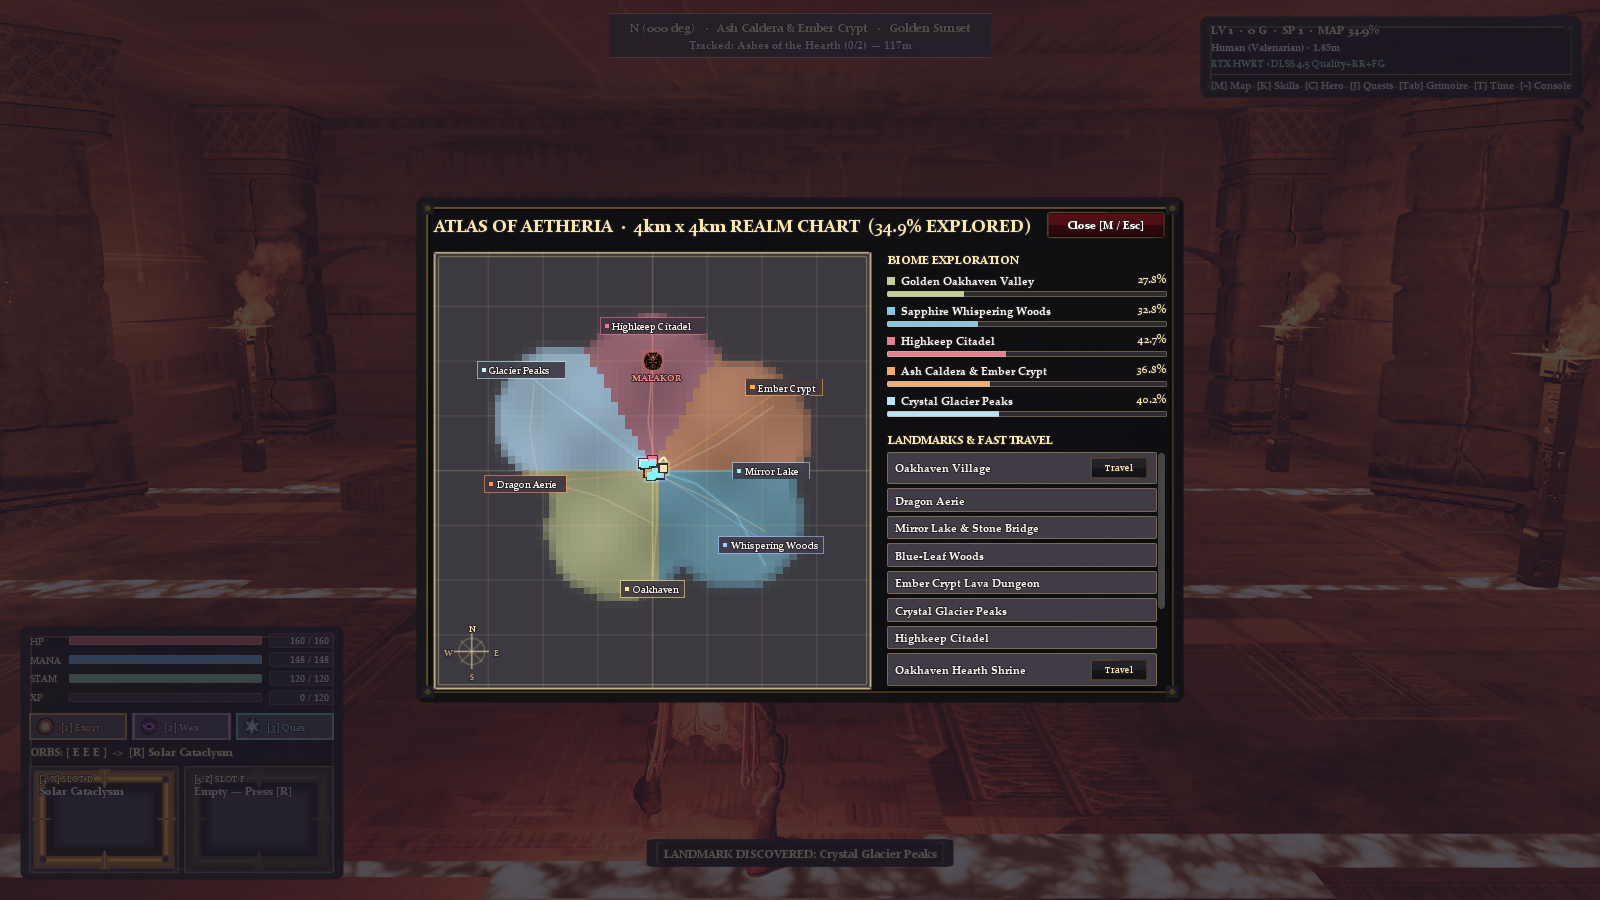 N (000 deg) · Ash Caldera & Ember Crypt · Golden Sunset
Tracked: Ashes of the Hearth (0/2) — 117m
LV 1 · 0 G · SP 1 · MAP 34.9%
Human (Valenarian) · 1.83m
RTX HWRT · DLSS 4.5 Quality+RR+FG
[M] Map [K] Skills [C] Hero [J] Quests [Tab] Grimoire [T] Time [~] Console
ATLAS OF AETHERIA · 4km x 4km REALM CHART (34.9% EXPLORED)
Close [M / Esc]
Highkeep Citadel
MALAKOR
Glacier Peaks
Ember Crypt
Mirror Lake
Dragon Aerie
Whispering Woods
Oakhaven
N
W
E
S
BIOME EXPLORATION
Golden Oakhaven Valley 27.8%
Sapphire Whispering Woods 32.8%
Highkeep Citadel 42.7%
Ash Caldera & Ember Crypt 36.8%
Crystal Glacier Peaks 40.2%
LANDMARKS & FAST TRAVEL
Oakhaven Village Travel
Dragon Aerie
Mirror Lake & Stone Bridge
Blue-Leaf Woods
Ember Crypt Lava Dungeon
Crystal Glacier Peaks
Highkeep Citadel
Oakhaven Hearth Shrine Travel
HP 160 / 160
MANA 148 / 148
STAM 120 / 120
XP 0 / 120
[1] Exort [2] Wex [3] Quas
ORBS: [ E E E ] -> [R] Solar Cataclysm
[4/X] SLOT D
Solar Cataclysm
[5/Z] SLOT F
Empty — Press [R]
LANDMARK DISCOVERED: Crystal Glacier Peaks